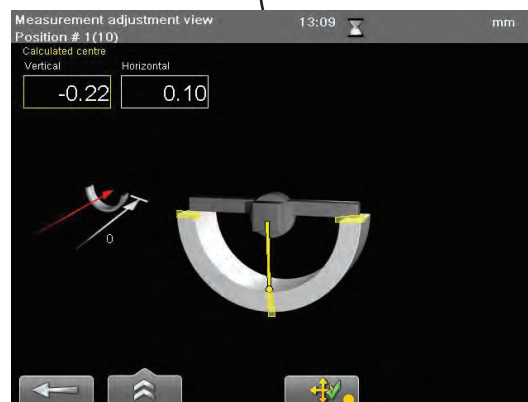 Measurement adjustment view 13:09 mm
Position # 1(10)
Calculated centre
Vertical Horizontal
-0.22 0.10
0